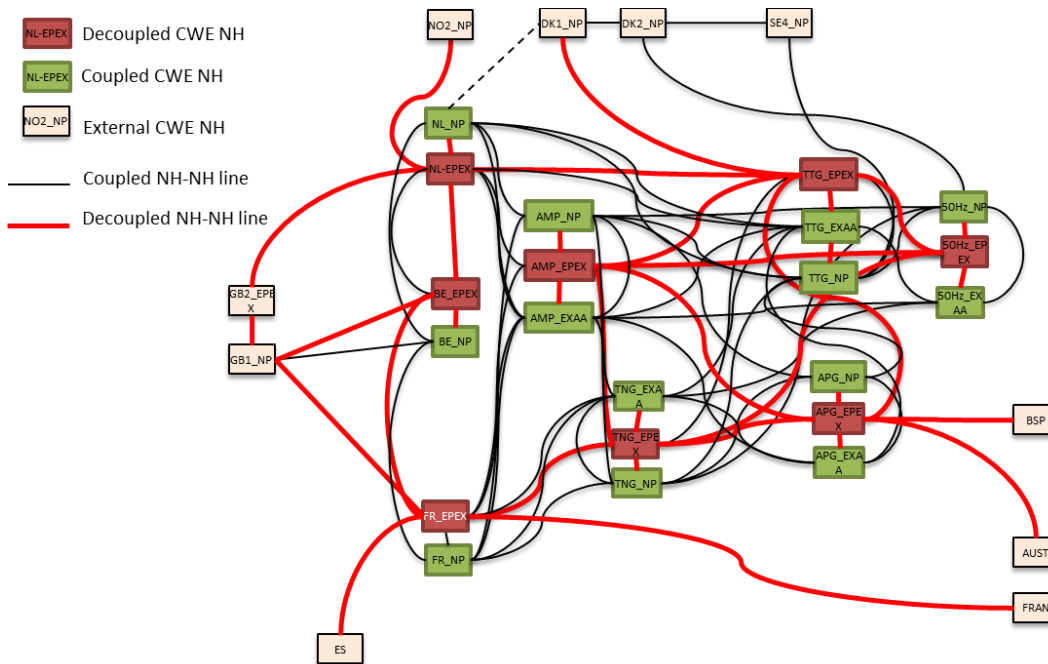 NL-EPEX
Decoupled CWE NH
NL-EPEX
Coupled CWE NH
NO2_NP
External CWE NH
Coupled NH-NH line
Decoupled NH-NH line
NO2_NP
DK1_NP
DK2_NP
SE4_NP
NL_NP
NL-EPEX
TTG_EPEX
AMP_NP
TTG_EXAA
50Hz_NP
AMP_EPEX
50Hz_EP
EX
TTG_NP
BE_EPEX
GB2_EPE
X
AMP_EXAA
50Hz_EX
AA
BE_NP
GB1_NP
TNG_EXA
A
APG_NP
APG_EPE
X
BSP
TNG_EPE
X
APG_EXA
A
TNG_NP
FR_EPEX
FR_NP
AUST
FRAN
ES